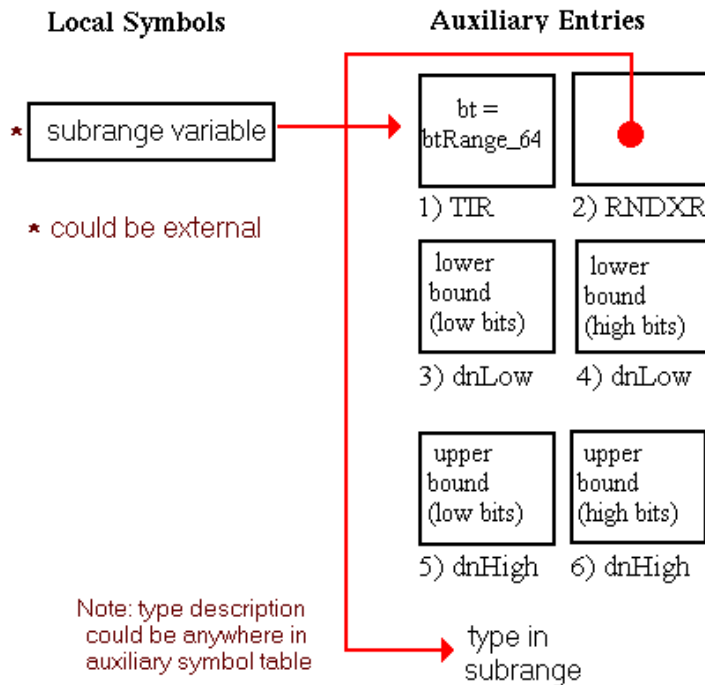 Local Symbols
Auxiliary Entries
* subrange variable
bt =
btRange_64
1) TIR
2) RNDXR
* could be external
lower
bound
(low bits)
lower
bound
(high bits)
3) dnLow
4) dnLow
upper
bound
(low bits)
upper
bound
(high bits)
5) dnHigh
6) dnHigh
Note: type description
could be anywhere in
auxiliary symbol table
type in
subrange